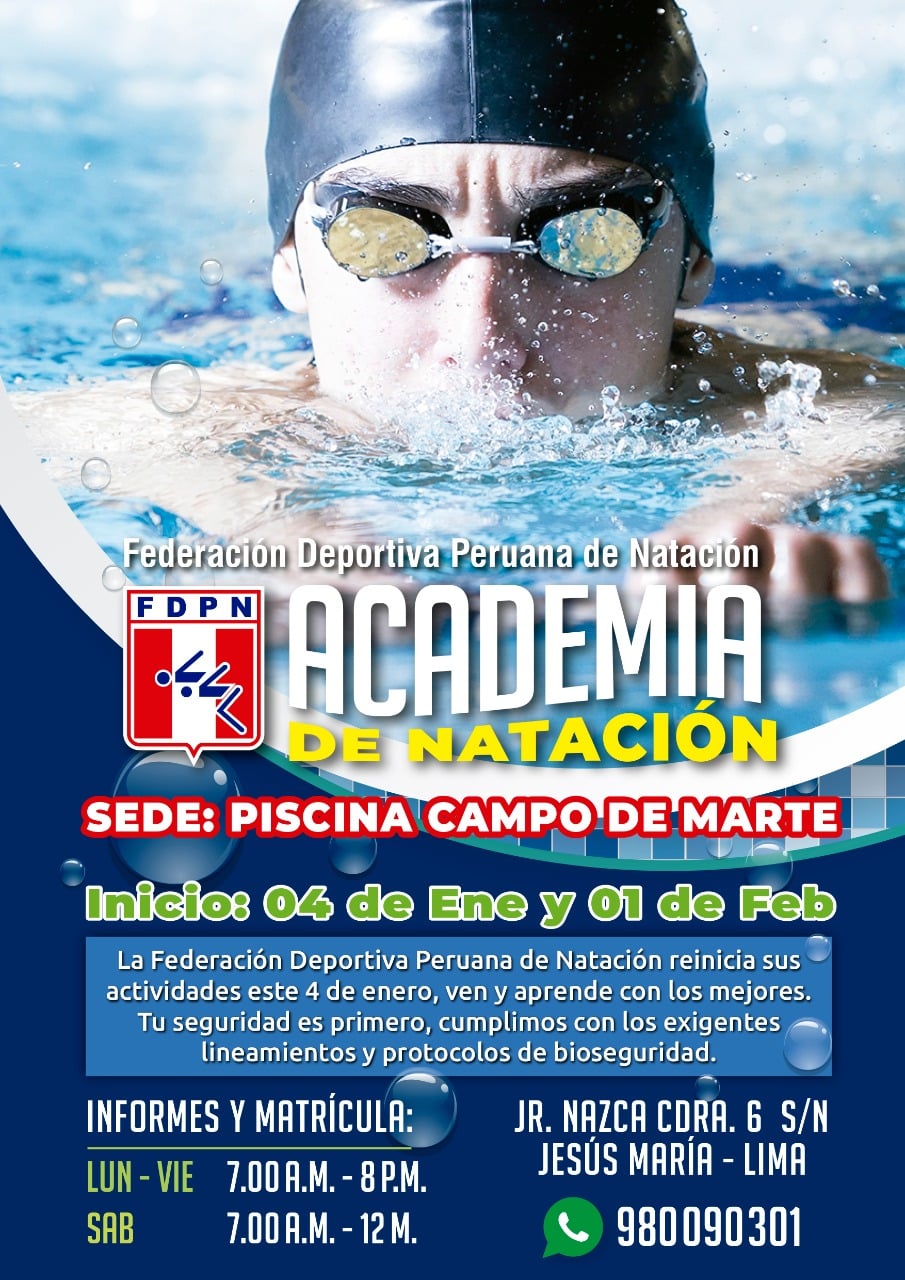 Federación Deportiva Peruana de Natación
FDPN
ACADEMIA
DE NATACIÓN
SEDE: PISCINA CAMPO DE MARTE
Inicio: 04 de Ene y 01 de Feb
La Federación Deportiva Peruana de Natación reinicia sus
actividades este 4 de enero, ven y aprende con los mejores.
Tu seguridad es primero, cumplimos con los exigentes
lineamientos y protocolos de bioseguridad.
INFORMES Y MATRÍCULA:
LUN - VIE 7.00 A.M. - 8 P.M.
SAB 7.00 A.M. - 12 M.
JR. NAZCA CDRA. 6 S/N
JESÚS MARÍA - LIMA
980090301